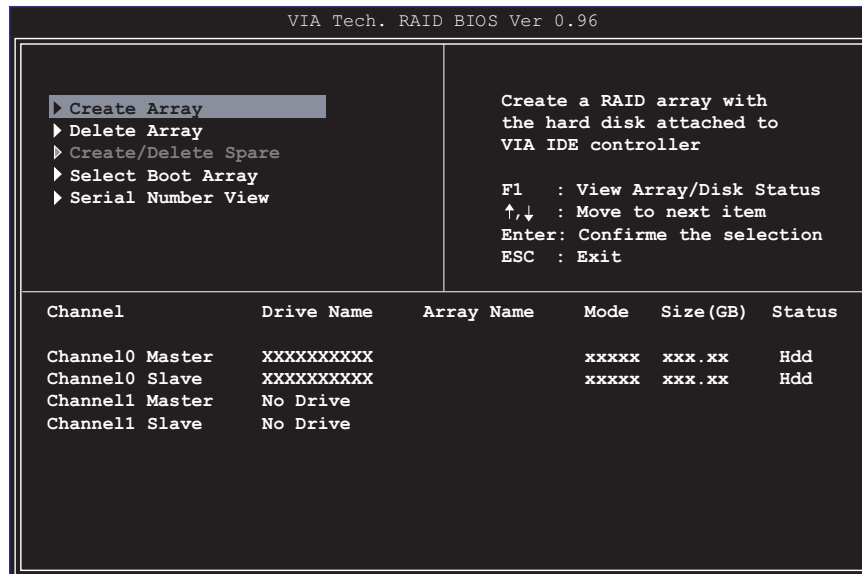 VIA Tech. RAID BIOS Ver 0.96
Create Array
Delete Array
Create/Delete Spare
Select Boot Array
Serial Number View
Create a RAID array with
the hard disk attached to
VIA IDE controller
F1 : View Array/Disk Status
↑,↓ : Move to next item
Enter: Confirme the selection
ESC : Exit
Channel Drive Name Array Name Mode Size(GB) Status
Channel0 Master XXXXXXXXXX xxxxx xxx.xx Hdd
Channel0 Slave XXXXXXXXXX xxxxx xxx.xx Hdd
Channel1 Master No Drive
Channel1 Slave No Drive